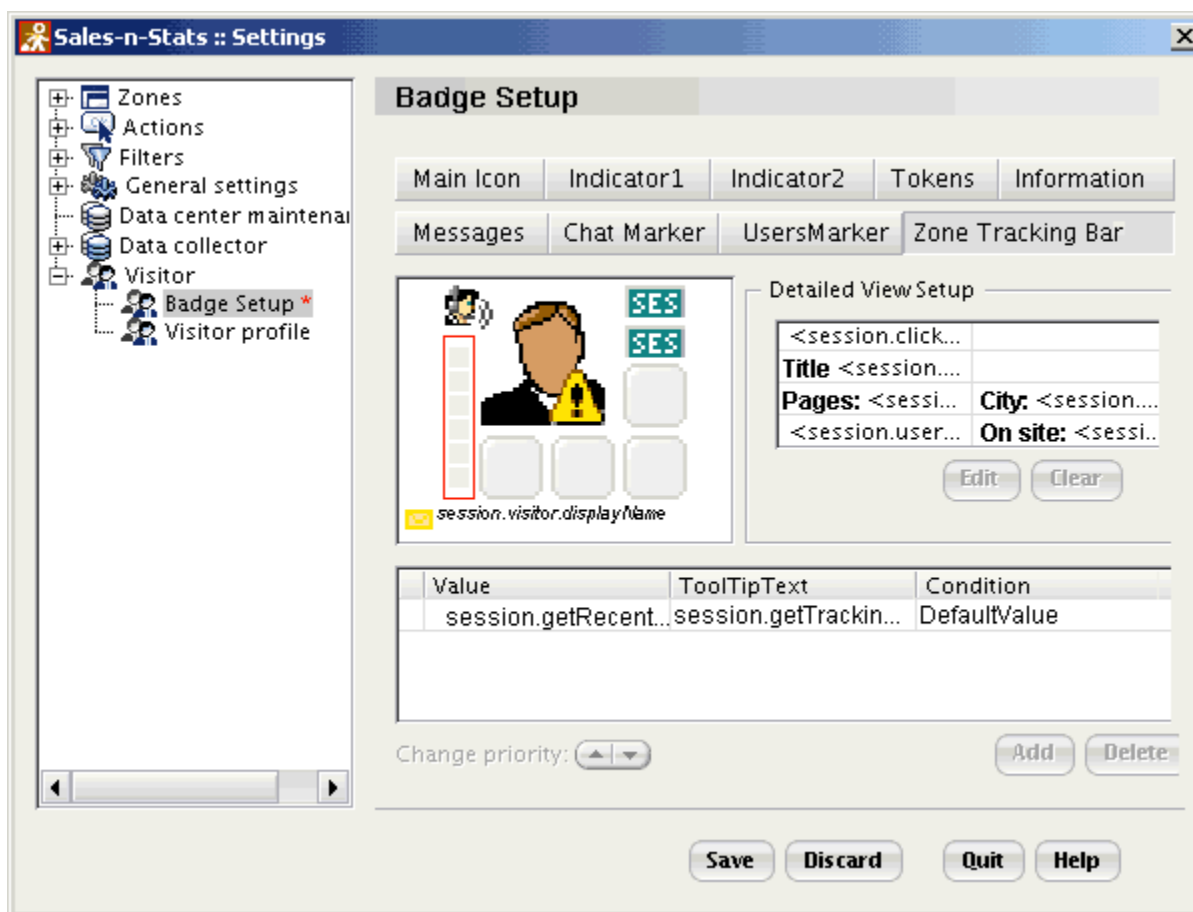 Sales-n-Stats :: Settings
Zones
Actions
Filters
General settings
Data center maintenai
Data collector
Visitor
Badge Setup *
Visitor profile
Badge Setup
Main Icon Indicator1 Indicator2 Tokens Information
Messages Chat Marker UsersMarker Zone Tracking Bar
SES
SES
session.visitor.displayName
Detailed View Setup
<session.click...
Title <session....
Pages: <sessi... City: <session....
<session.user... On site: <sessi..
Edit Clear
Value ToolTipText Condition
session.getRecent... session.getTrackin... DefaultValue
Change priority:
Add Delete
Save Discard Quit Help